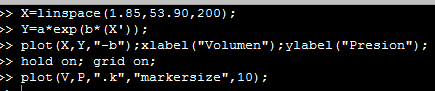 >> X=linspace(1.85,53.90,200);
>> Y=a*exp(b*(X'));
>> plot(X,Y,"-b");xlabel("Volumen");ylabel("Presion");
>> hold on; grid on;
>> plot(V,P,".k","markersize",10);